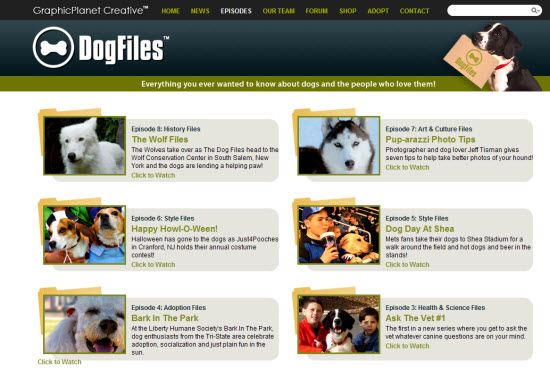 GraphicPlanet Creative™ HOME NEWS EPISODES OUR TEAM FORUM SHOP ADOPT CONTACT
DogFiles™
DogFiles
Everything you ever wanted to know about dogs and the people who love them!
Episode 8: History Files
The Wolf Files
The Wolves take over as The Dog Files head to the
Wolf Conservation Center in South Salem, New
York and the dogs are lending a helping paw!
Click to Watch
Episode 7: Art & Culture Files
Pup-arazzi Photo Tips
Photographer and dog lover Jeff Tisman gives
seven tips to help take better photos of your hound!
Click to Watch
Episode 6: Style Files
Happy Howl-O-Ween!
Halloween has gone to the dogs as Just4Pooches
in Cranford, NJ holds their annual costume
contest!
Click to Watch
Episode 5: Style Files
Dog Day At Shea
Mets fans take their dogs to Shea Stadium for a
walk around the field and hot dogs and beer in the
stands!
Click to Watch
Episode 4: Adoption Files
Bark In The Park
At the Liberty Humane Society's Bark In The Park,
dog enthusiasts from the Tri-State area celebrate
adoption, socialization and just plain fun in the
sun.
Click to Watch
Episode 3: Health & Science Files
Ask The Vet #1
The first in a new series where you get to ask the
vet whatever canine questions are on your mind.
Click to Watch